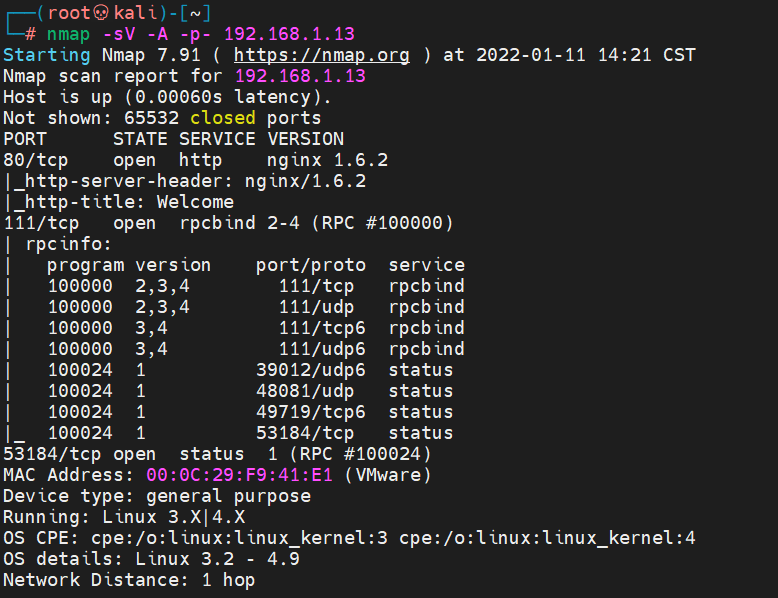 ┌──(root💀kali)-[~]
└─# nmap -sV -A -p- 192.168.1.13
Starting Nmap 7.91 ( https://nmap.org ) at 2022-01-11 14:21 CST
Nmap scan report for 192.168.1.13
Host is up (0.00060s latency).
Not shown: 65532 closed ports
PORT      STATE SERVICE VERSION
80/tcp    open  http    nginx 1.6.2
|_http-server-header: nginx/1.6.2
|_http-title: Welcome
111/tcp   open  rpcbind 2-4 (RPC #100000)
| rpcinfo:
|   program version    port/proto  service
|   100000  2,3,4        111/tcp   rpcbind
|   100000  2,3,4        111/udp   rpcbind
|   100000  3,4          111/tcp6  rpcbind
|   100000  3,4          111/udp6  rpcbind
|   100024  1          39012/udp6  status
|   100024  1          48081/udp   status
|   100024  1          49719/tcp6  status
|_  100024  1          53184/tcp   status
53184/tcp open  status  1 (RPC #100024)
MAC Address: 00:0C:29:F9:41:E1 (VMware)
Device type: general purpose
Running: Linux 3.X|4.X
OS CPE: cpe:/o:linux:linux_kernel:3 cpe:/o:linux:linux_kernel:4
OS details: Linux 3.2 - 4.9
Network Distance: 1 hop